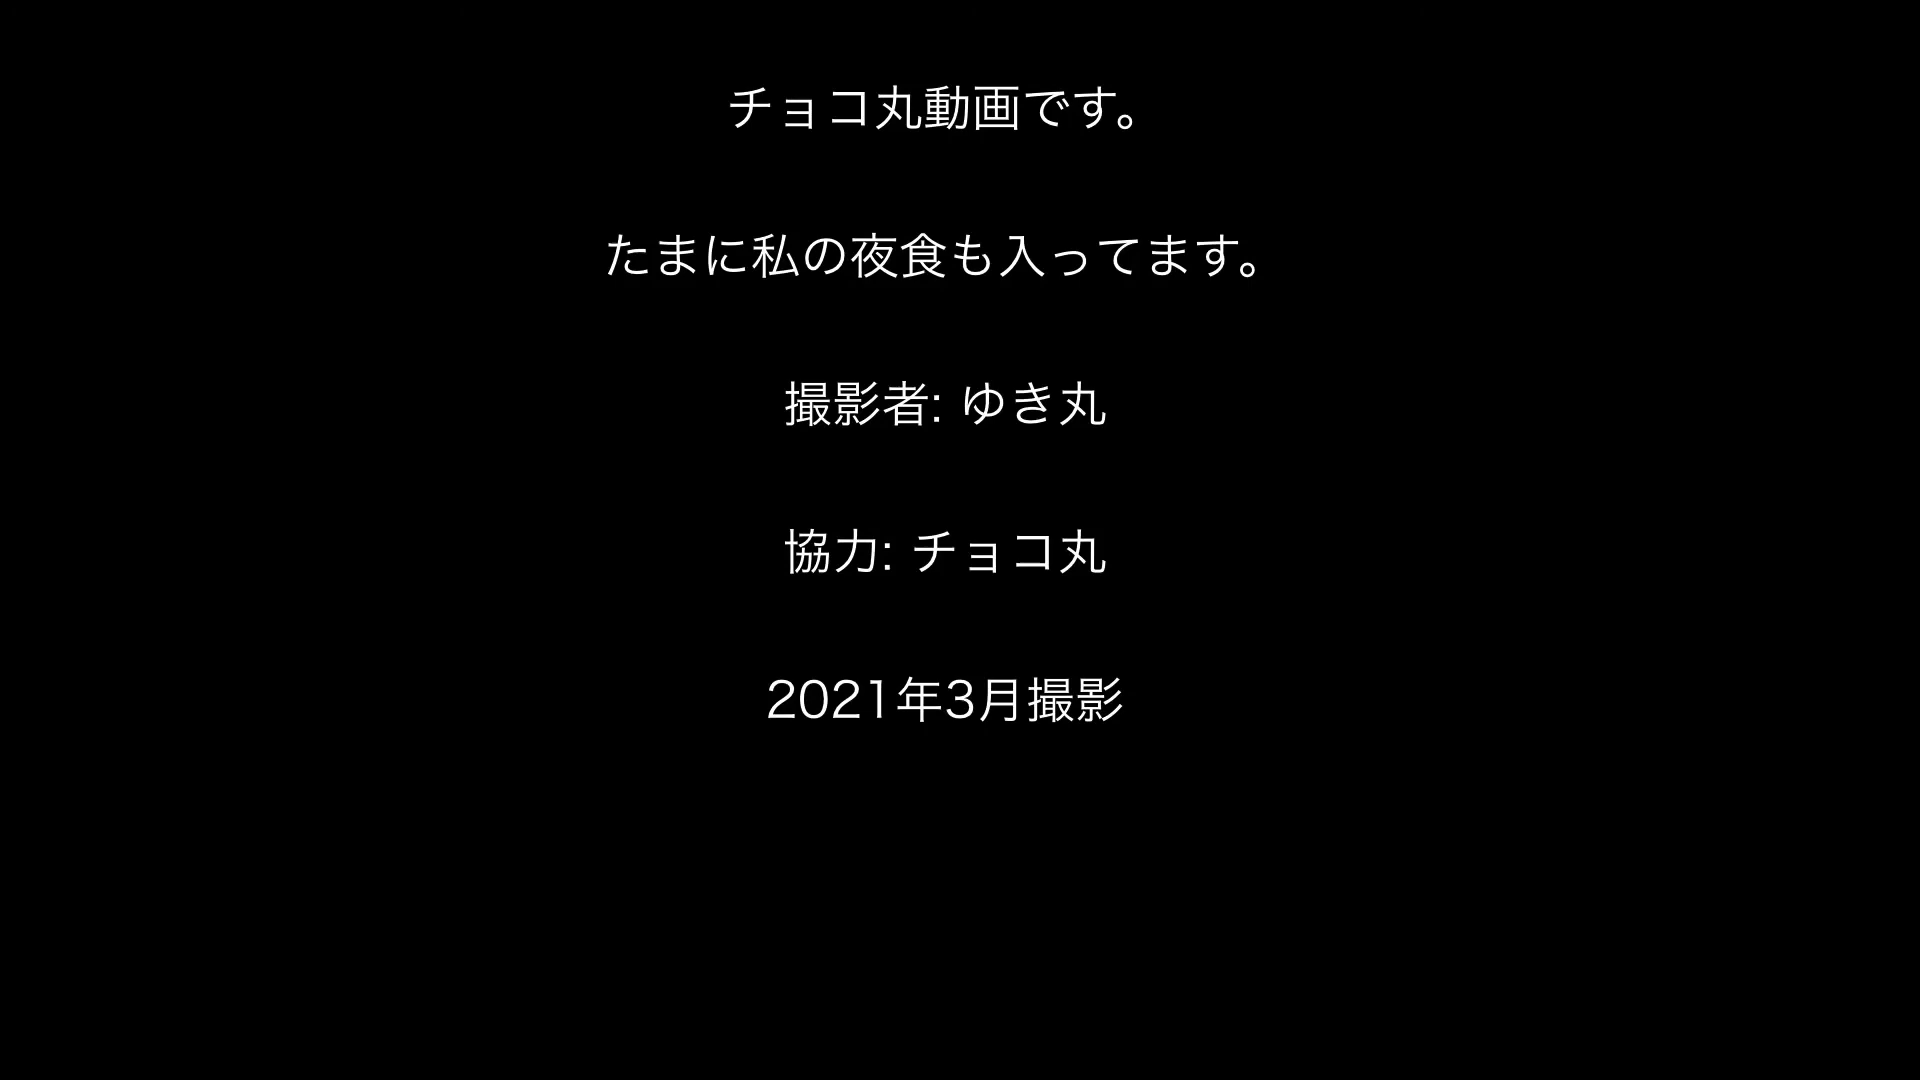 チョコ丸動画です。
たまに私の夜食も入ってます。
撮影者: ゆき丸
協力: チョコ丸
2021年3月撮影